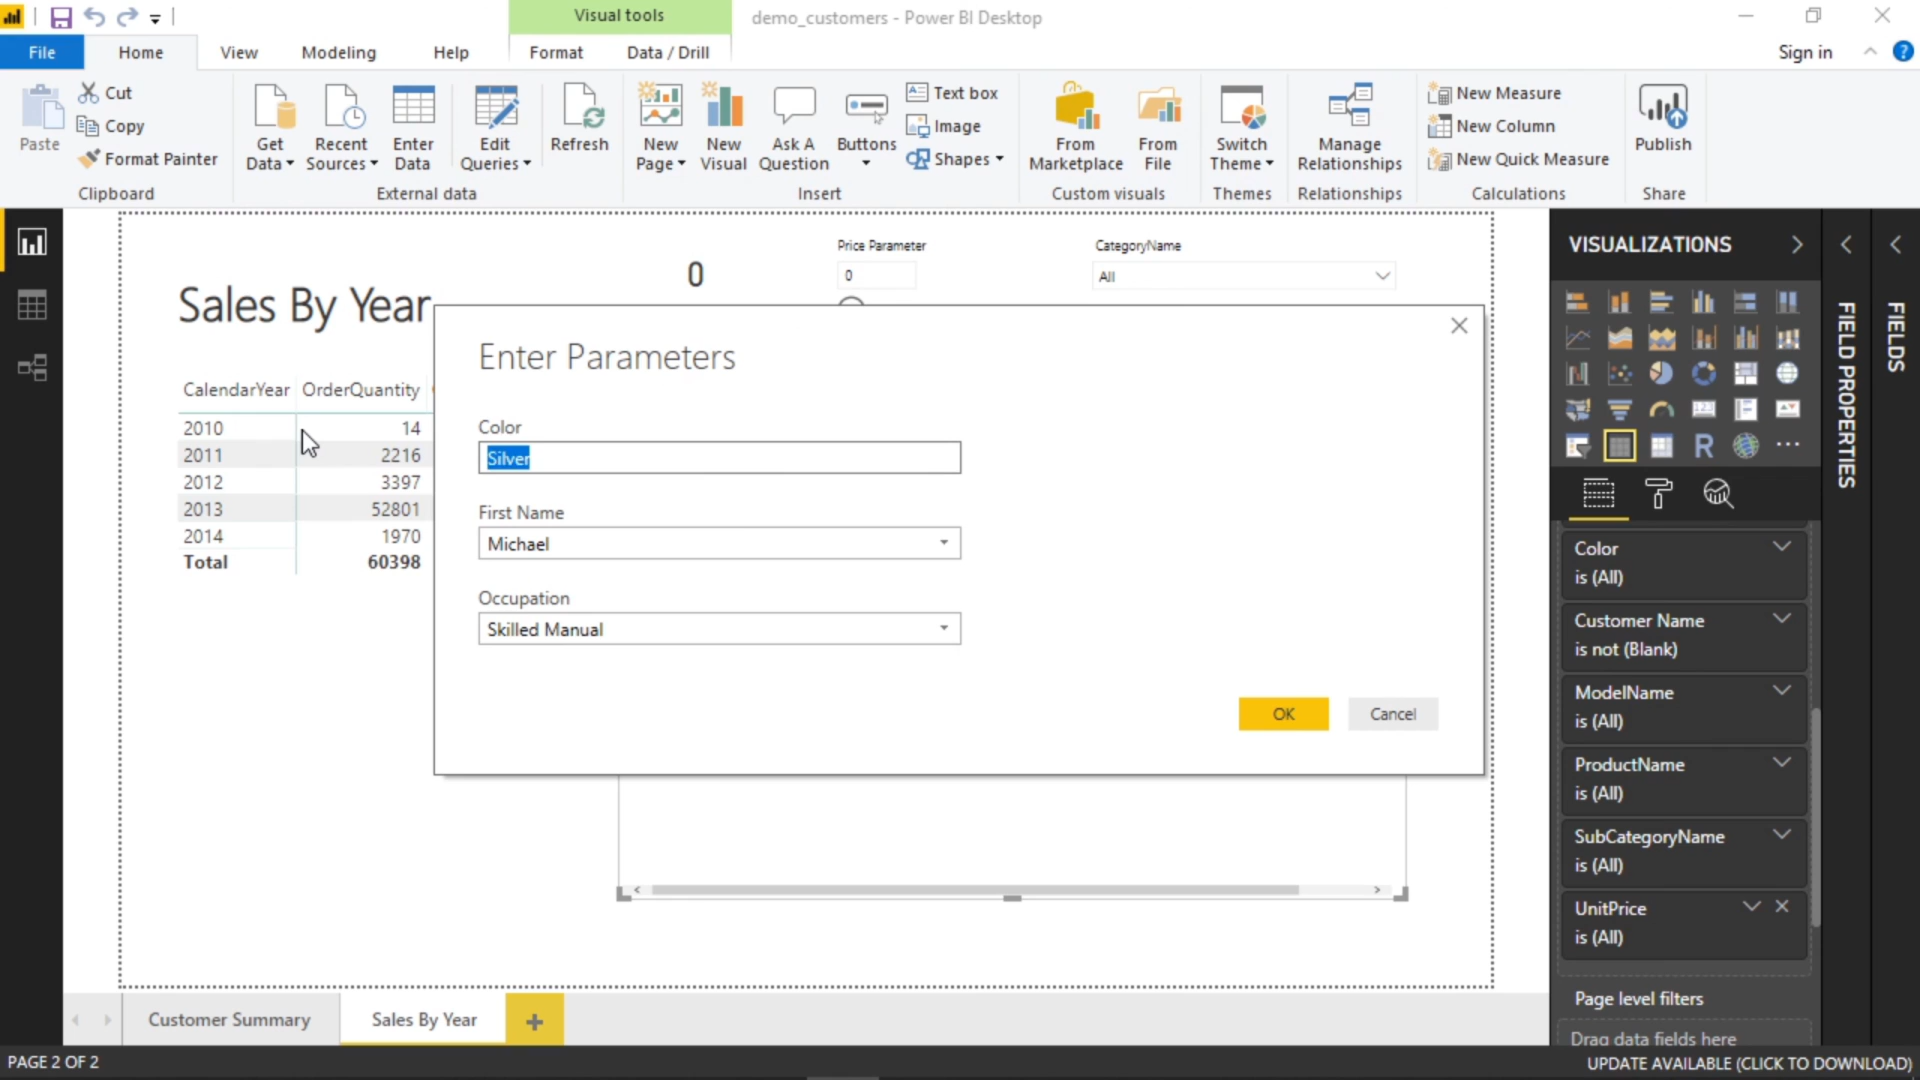 Visual tools
demo_customers - Power BI Desktop
File
Home
View
Modeling
Help
Format
Data / Drill
Sign in
Paste
Cut
Copy
Format Painter
Clipboard
Get Data
Recent Sources
Enter Data
Edit Queries
Refresh
External data
New Page
New Visual
Ask A Question
Buttons
Text box
Image
Shapes
Insert
From Marketplace
From File
Custom visuals
Switch Theme
Themes
Manage Relationships
Relationships
New Measure
New Column
New Quick Measure
Calculations
Publish
Share
Sales By Year
0
Price Parameter
0
CategoryName
All
CalendarYear OrderQuantity
2010 14
2011 2216
2012 3397
2013 52801
2014 1970
Total 60398
Enter Parameters
Color
Silver
First Name
Michael
Occupation
Skilled Manual
OK
Cancel
VISUALIZATIONS
FIELD PROPERTIES
FIELDS
Color
is (All)
Customer Name
is not (Blank)
ModelName
is (All)
ProductName
is (All)
SubCategoryName
is (All)
UnitPrice
is (All)
Page level filters
Drag data fields here
Customer Summary
Sales By Year
PAGE 2 OF 2
UPDATE AVAILABLE (CLICK TO DOWNLOAD)